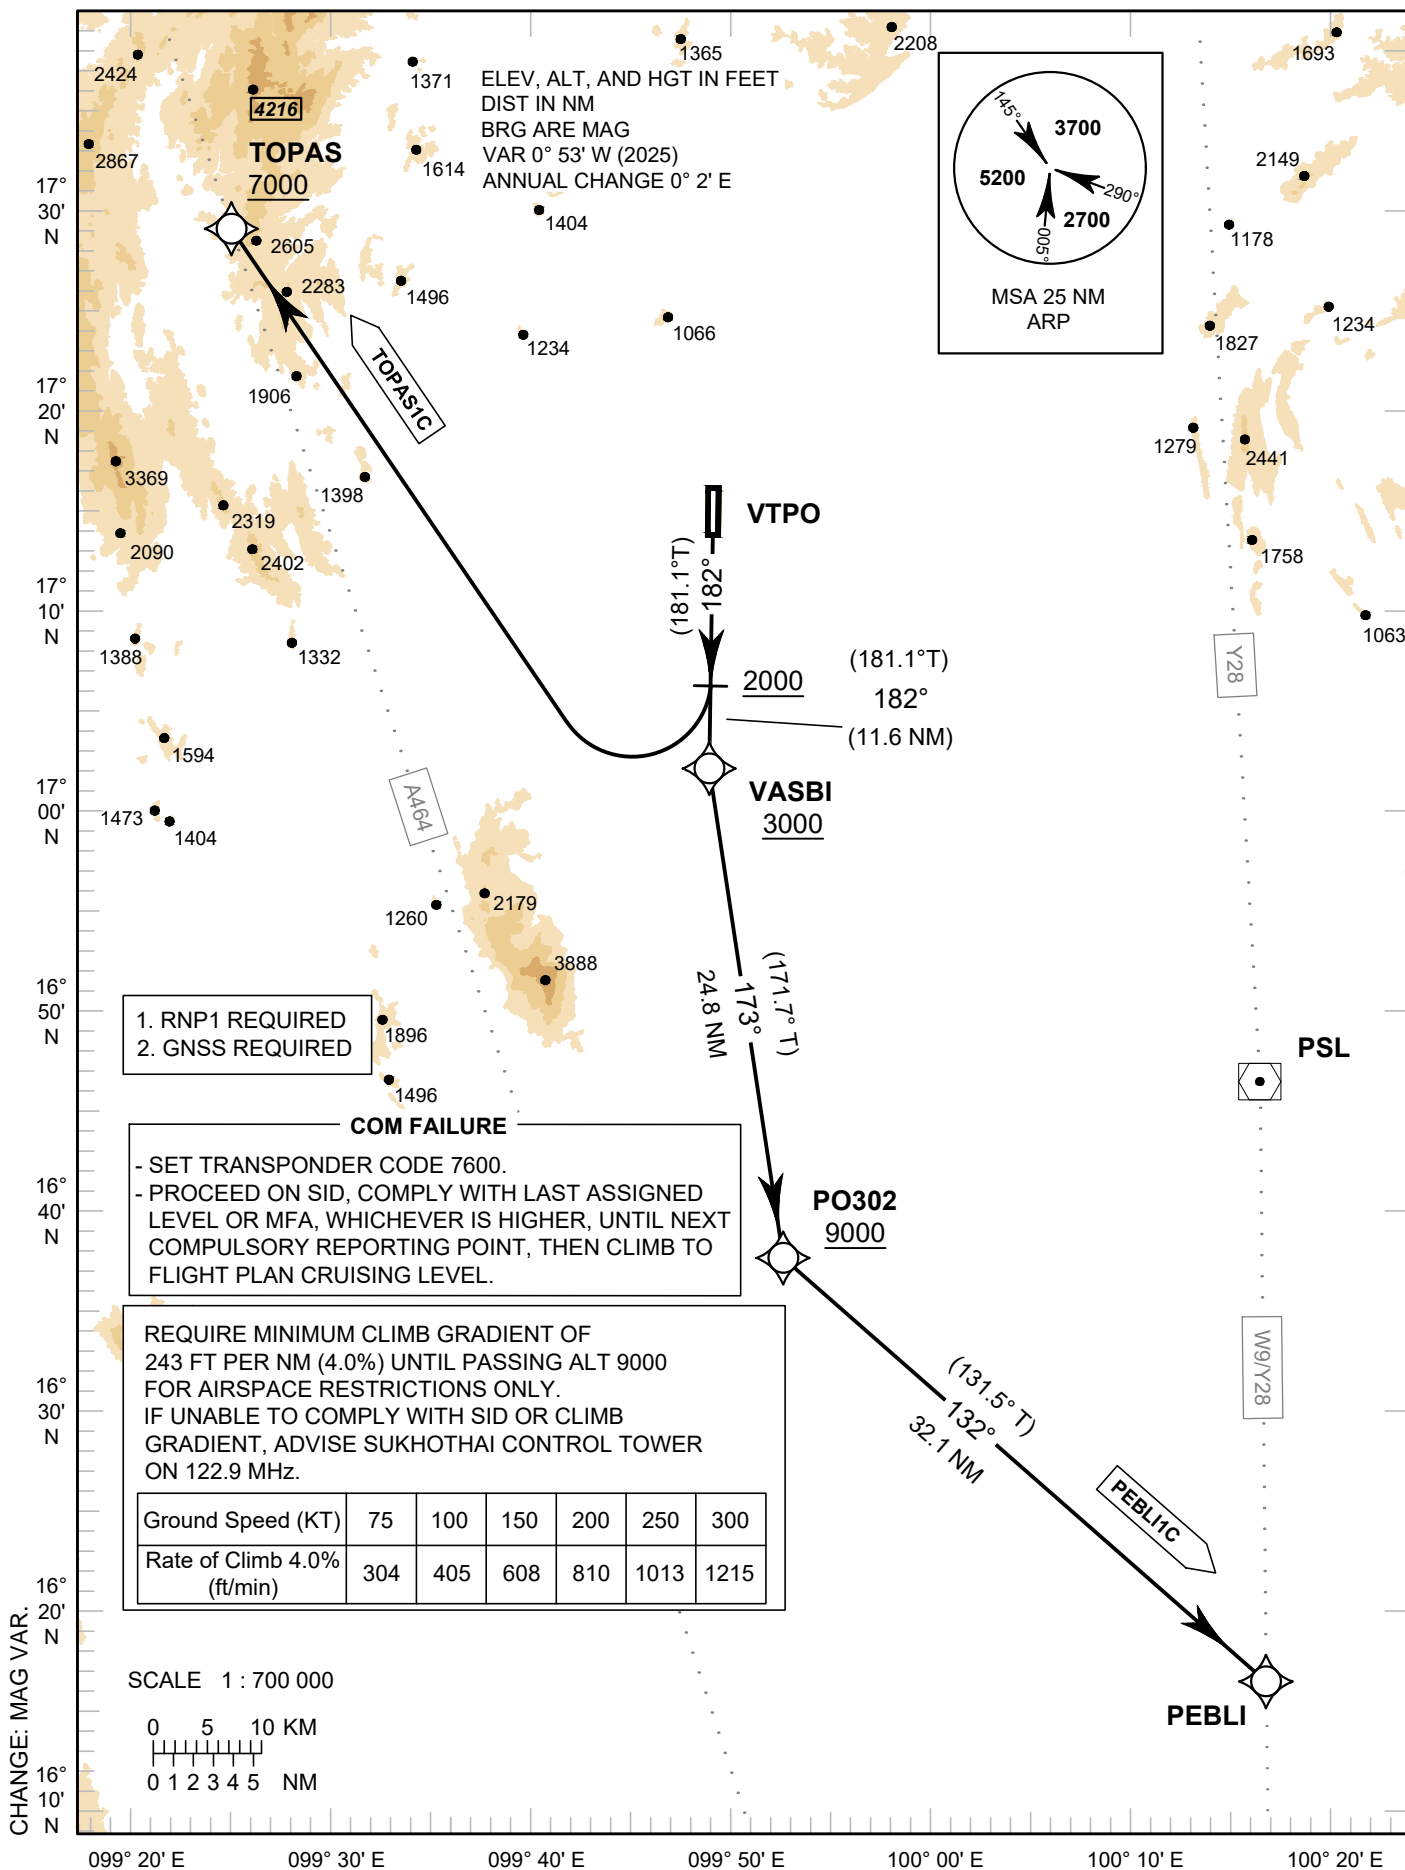 2424
4216
TOPAS
7000
2867
1371
1614
1365
2208
1693
ELEV, ALT, AND HGT IN FEET
DIST IN NM
BRG ARE MAG
VAR 0° 53' W (2025)
ANNUAL CHANGE 0° 2' E
145°
3700
5200
290°
2700
005°
MSA 25 NM
ARP
2149
1178
17°
30'
N
2605
2283
1404
1496
1234
1066
1827
1234
1906
TOPAS1C
17°
20'
N
1279
2441
3369
1398
2319
2090
2402
VTPO
1758
17°
10'
N
(181.1°T)
182°
1388
1332
1063
2000
(181.1°T)
182°
(11.6 NM)
Y28
1594
VASBI
3000
17°
00'
N
1473
1404
A464
1260
2179
3888
24.8 NM
173°
(171.7° T)
16°
50'
N
1. RNP1 REQUIRED
2. GNSS REQUIRED
1896
1496
PSL
COM FAILURE
- SET TRANSPONDER CODE 7600.
- PROCEED ON SID, COMPLY WITH LAST ASSIGNED
LEVEL OR MFA, WHICHEVER IS HIGHER, UNTIL NEXT
COMPULSORY REPORTING POINT, THEN CLIMB TO
FLIGHT PLAN CRUISING LEVEL.
16°
40'
N
PO302
9000
REQUIRE MINIMUM CLIMB GRADIENT OF
243 FT PER NM (4.0%) UNTIL PASSING ALT 9000
FOR AIRSPACE RESTRICTIONS ONLY.
IF UNABLE TO COMPLY WITH SID OR CLIMB
GRADIENT, ADVISE SUKHOTHAI CONTROL TOWER
ON 122.9 MHz.
16°
30'
N
(131.5° T)
132°
32.1 NM
W9/Y28
Ground Speed (KT) 75 100 150 200 250 300
Rate of Climb 4.0%
(ft/min) 304 405 608 810 1013 1215
PEBLI1C
16°
20'
N
PEBLI
SCALE 1 : 700 000
0 5 10 KM
0 1 2 3 4 5 NM
16°
10'
N
CHANGE: MAG VAR.
099° 20' E 099° 30' E 099° 40' E 099° 50' E 100° 00' E 100° 10' E 100° 20' E